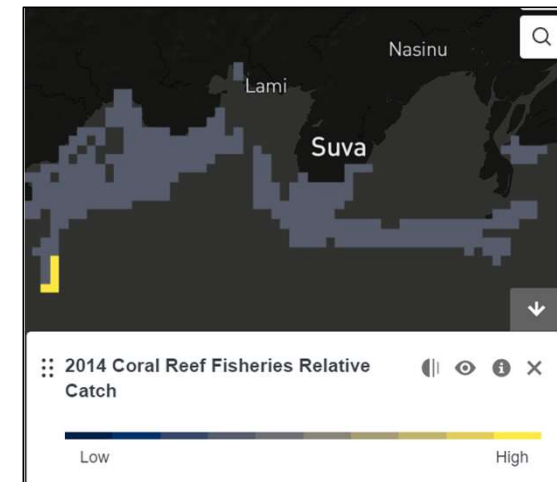 Nasinu
Lami
Suva
2014 Coral Reef Fisheries Relative
Catch
Low High